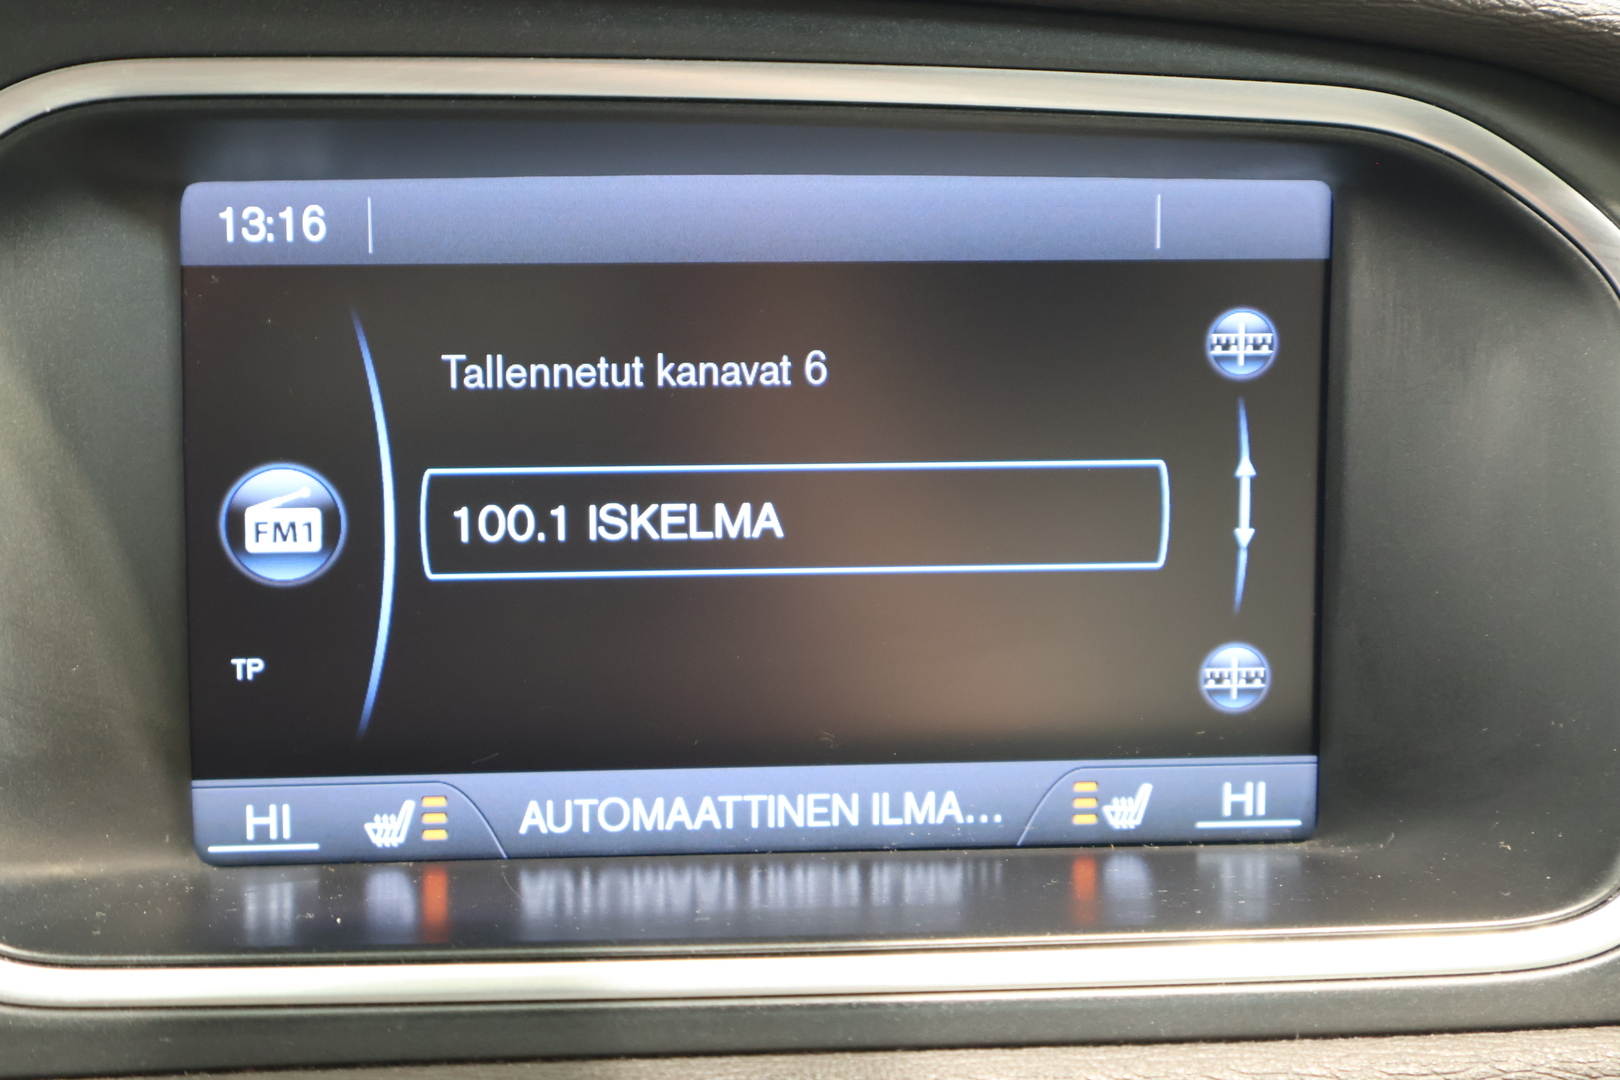 13:16
Tallennetut kanavat 6
FM1
100.1 ISKELMA
TP
HI AUTOMAATTINEN ILMA... HI